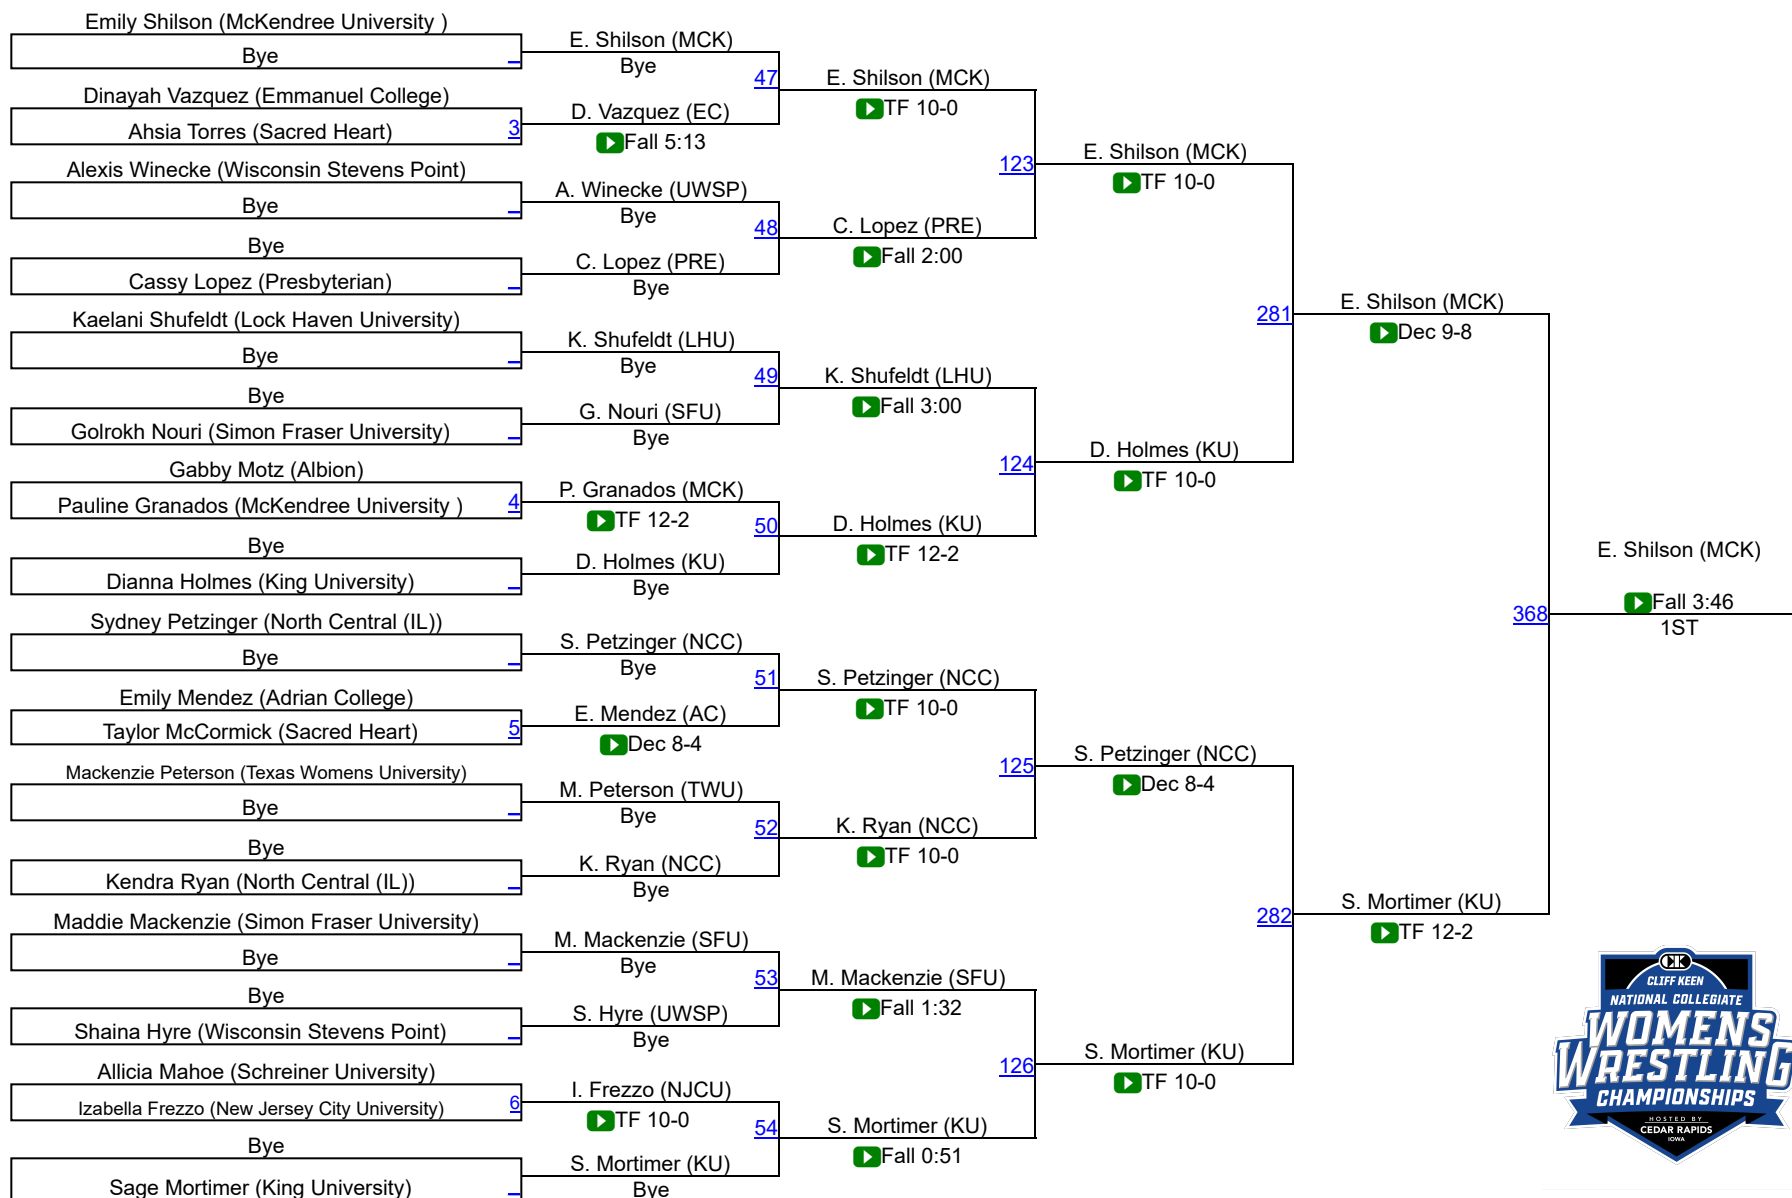 Emily Shilson (McKendree University )
Bye
Dinayah Vazquez (Emmanuel College)
Ahsia Torres (Sacred Heart)
3
Alexis Winecke (Wisconsin Stevens Point)
Bye
Bye
Cassy Lopez (Presbyterian)
Kaelani Shufeldt (Lock Haven University)
Bye
Bye
Golrokh Nouri (Simon Fraser University)
Gabby Motz (Albion)
Pauline Granados (McKendree University )
4
Bye
Dianna Holmes (King University)
Sydney Petzinger (North Central (IL))
Bye
Emily Mendez (Adrian College)
Taylor McCormick (Sacred Heart)
5
Mackenzie Peterson (Texas Womens University)
Bye
Bye
Kendra Ryan (North Central (IL))
Maddie Mackenzie (Simon Fraser University)
Bye
Bye
Shaina Hyre (Wisconsin Stevens Point)
Allicia Mahoe (Schreiner University)
Izabella Frezzo (New Jersey City University)
6
Bye
Sage Mortimer (King University)
E. Shilson (MCK)
Bye
47
D. Vazquez (EC)
Fall 5:13
A. Winecke (UWSP)
Bye
48
C. Lopez (PRE)
Bye
K. Shufeldt (LHU)
Bye
49
G. Nouri (SFU)
Bye
P. Granados (MCK)
TF 12-2
50
D. Holmes (KU)
Bye
S. Petzinger (NCC)
Bye
51
E. Mendez (AC)
Dec 8-4
M. Peterson (TWU)
Bye
52
K. Ryan (NCC)
Bye
M. Mackenzie (SFU)
Bye
53
S. Hyre (UWSP)
Bye
I. Frezzo (NJCU)
TF 10-0
54
S. Mortimer (KU)
Bye
E. Shilson (MCK)
TF 10-0
123
C. Lopez (PRE)
Fall 2:00
K. Shufeldt (LHU)
Fall 3:00
124
D. Holmes (KU)
TF 12-2
S. Petzinger (NCC)
TF 10-0
125
K. Ryan (NCC)
TF 10-0
M. Mackenzie (SFU)
Fall 1:32
126
S. Mortimer (KU)
Fall 0:51
E. Shilson (MCK)
TF 10-0
281
D. Holmes (KU)
TF 10-0
S. Petzinger (NCC)
Dec 8-4
282
S. Mortimer (KU)
TF 10-0
E. Shilson (MCK)
Dec 9-8
368
S. Mortimer (KU)
TF 12-2
E. Shilson (MCK)
Fall 3:46
1ST
CK
CLIFF KEEN
NATIONAL COLLEGIATE
WOMENS
WRESTLING
CHAMPIONSHIPS
HOSTED BY
CEDAR RAPIDS
IOWA